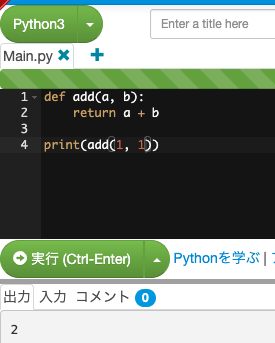 Python3
Enter a title here
Main.py
1 def add(a, b):
2     return a + b
3
4 print(add(1, 1))
実行 (Ctrl-Enter)
Pythonを学ぶ |
出力 入力 コメント 0
2